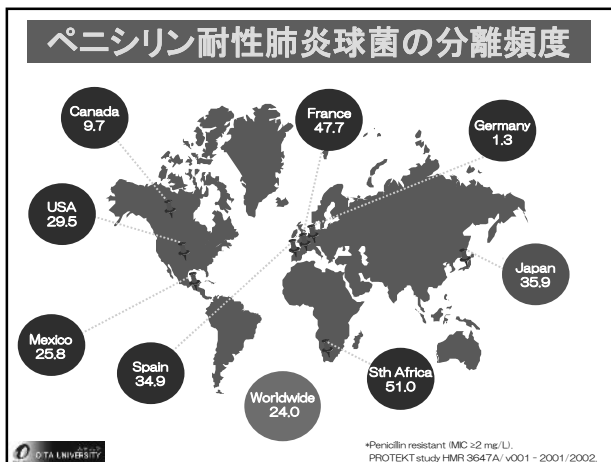 ペニシリン耐性肺炎球菌の分離頻度
Canada
9.7
France
47.7
Germany
1.3
USA
29.5
Japan
35.9
Mexico
25.8
Spain
34.9
Sth Africa
51.0
Worldwide
24.0
OITA UNIVERSITY
*Penicillin resistant (MIC ≥2 mg/L).
PROTEKT study HMR 3647A/ v001 - 2001/2002.